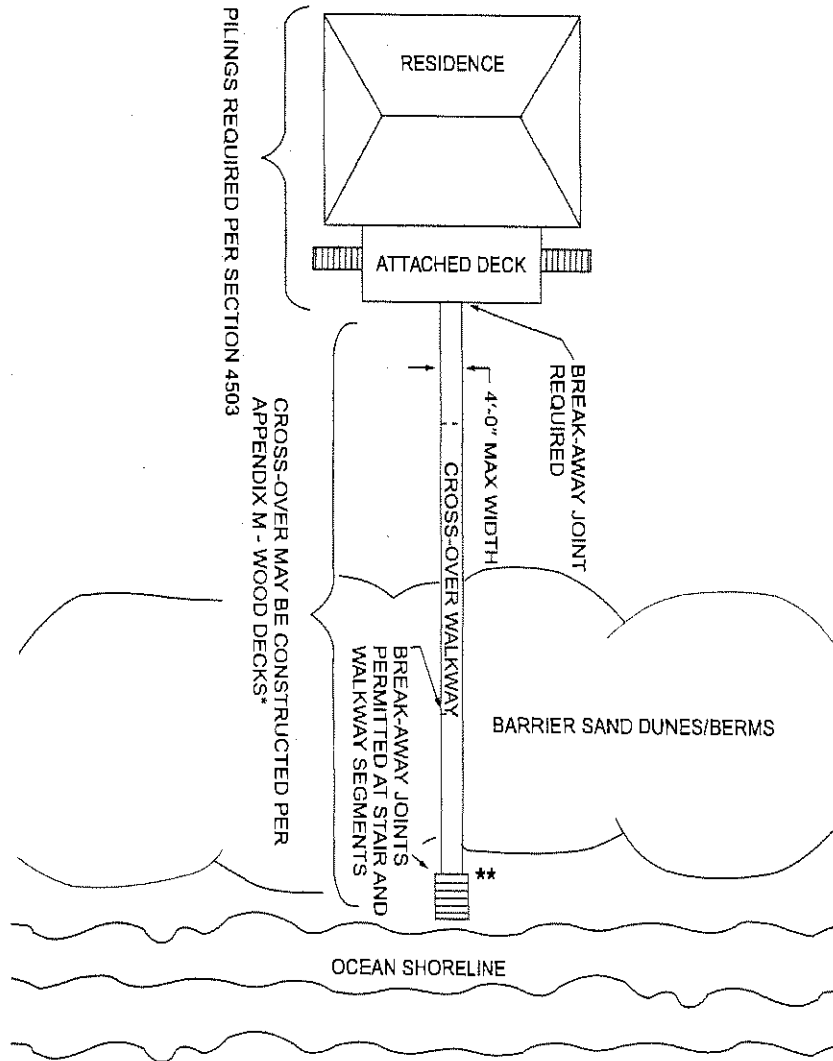 RESIDENCE
ATTACHED DECK
PILINGS REQUIRED PER SECTION 4503
BREAK-AWAY JOINT
REQUIRED
4'-0" MAX WIDTH
CROSS-OVER WALKWAY
CROSS-OVER MAY BE CONSTRUCTED PER
APPENDIX M - WOOD DECKS*
BREAK-AWAY JOINTS
PERMITTED AT STAIR AND
WALKWAY SEGMENTS
BARRIER SAND DUNES/BERMS
**
OCEAN SHORELINE